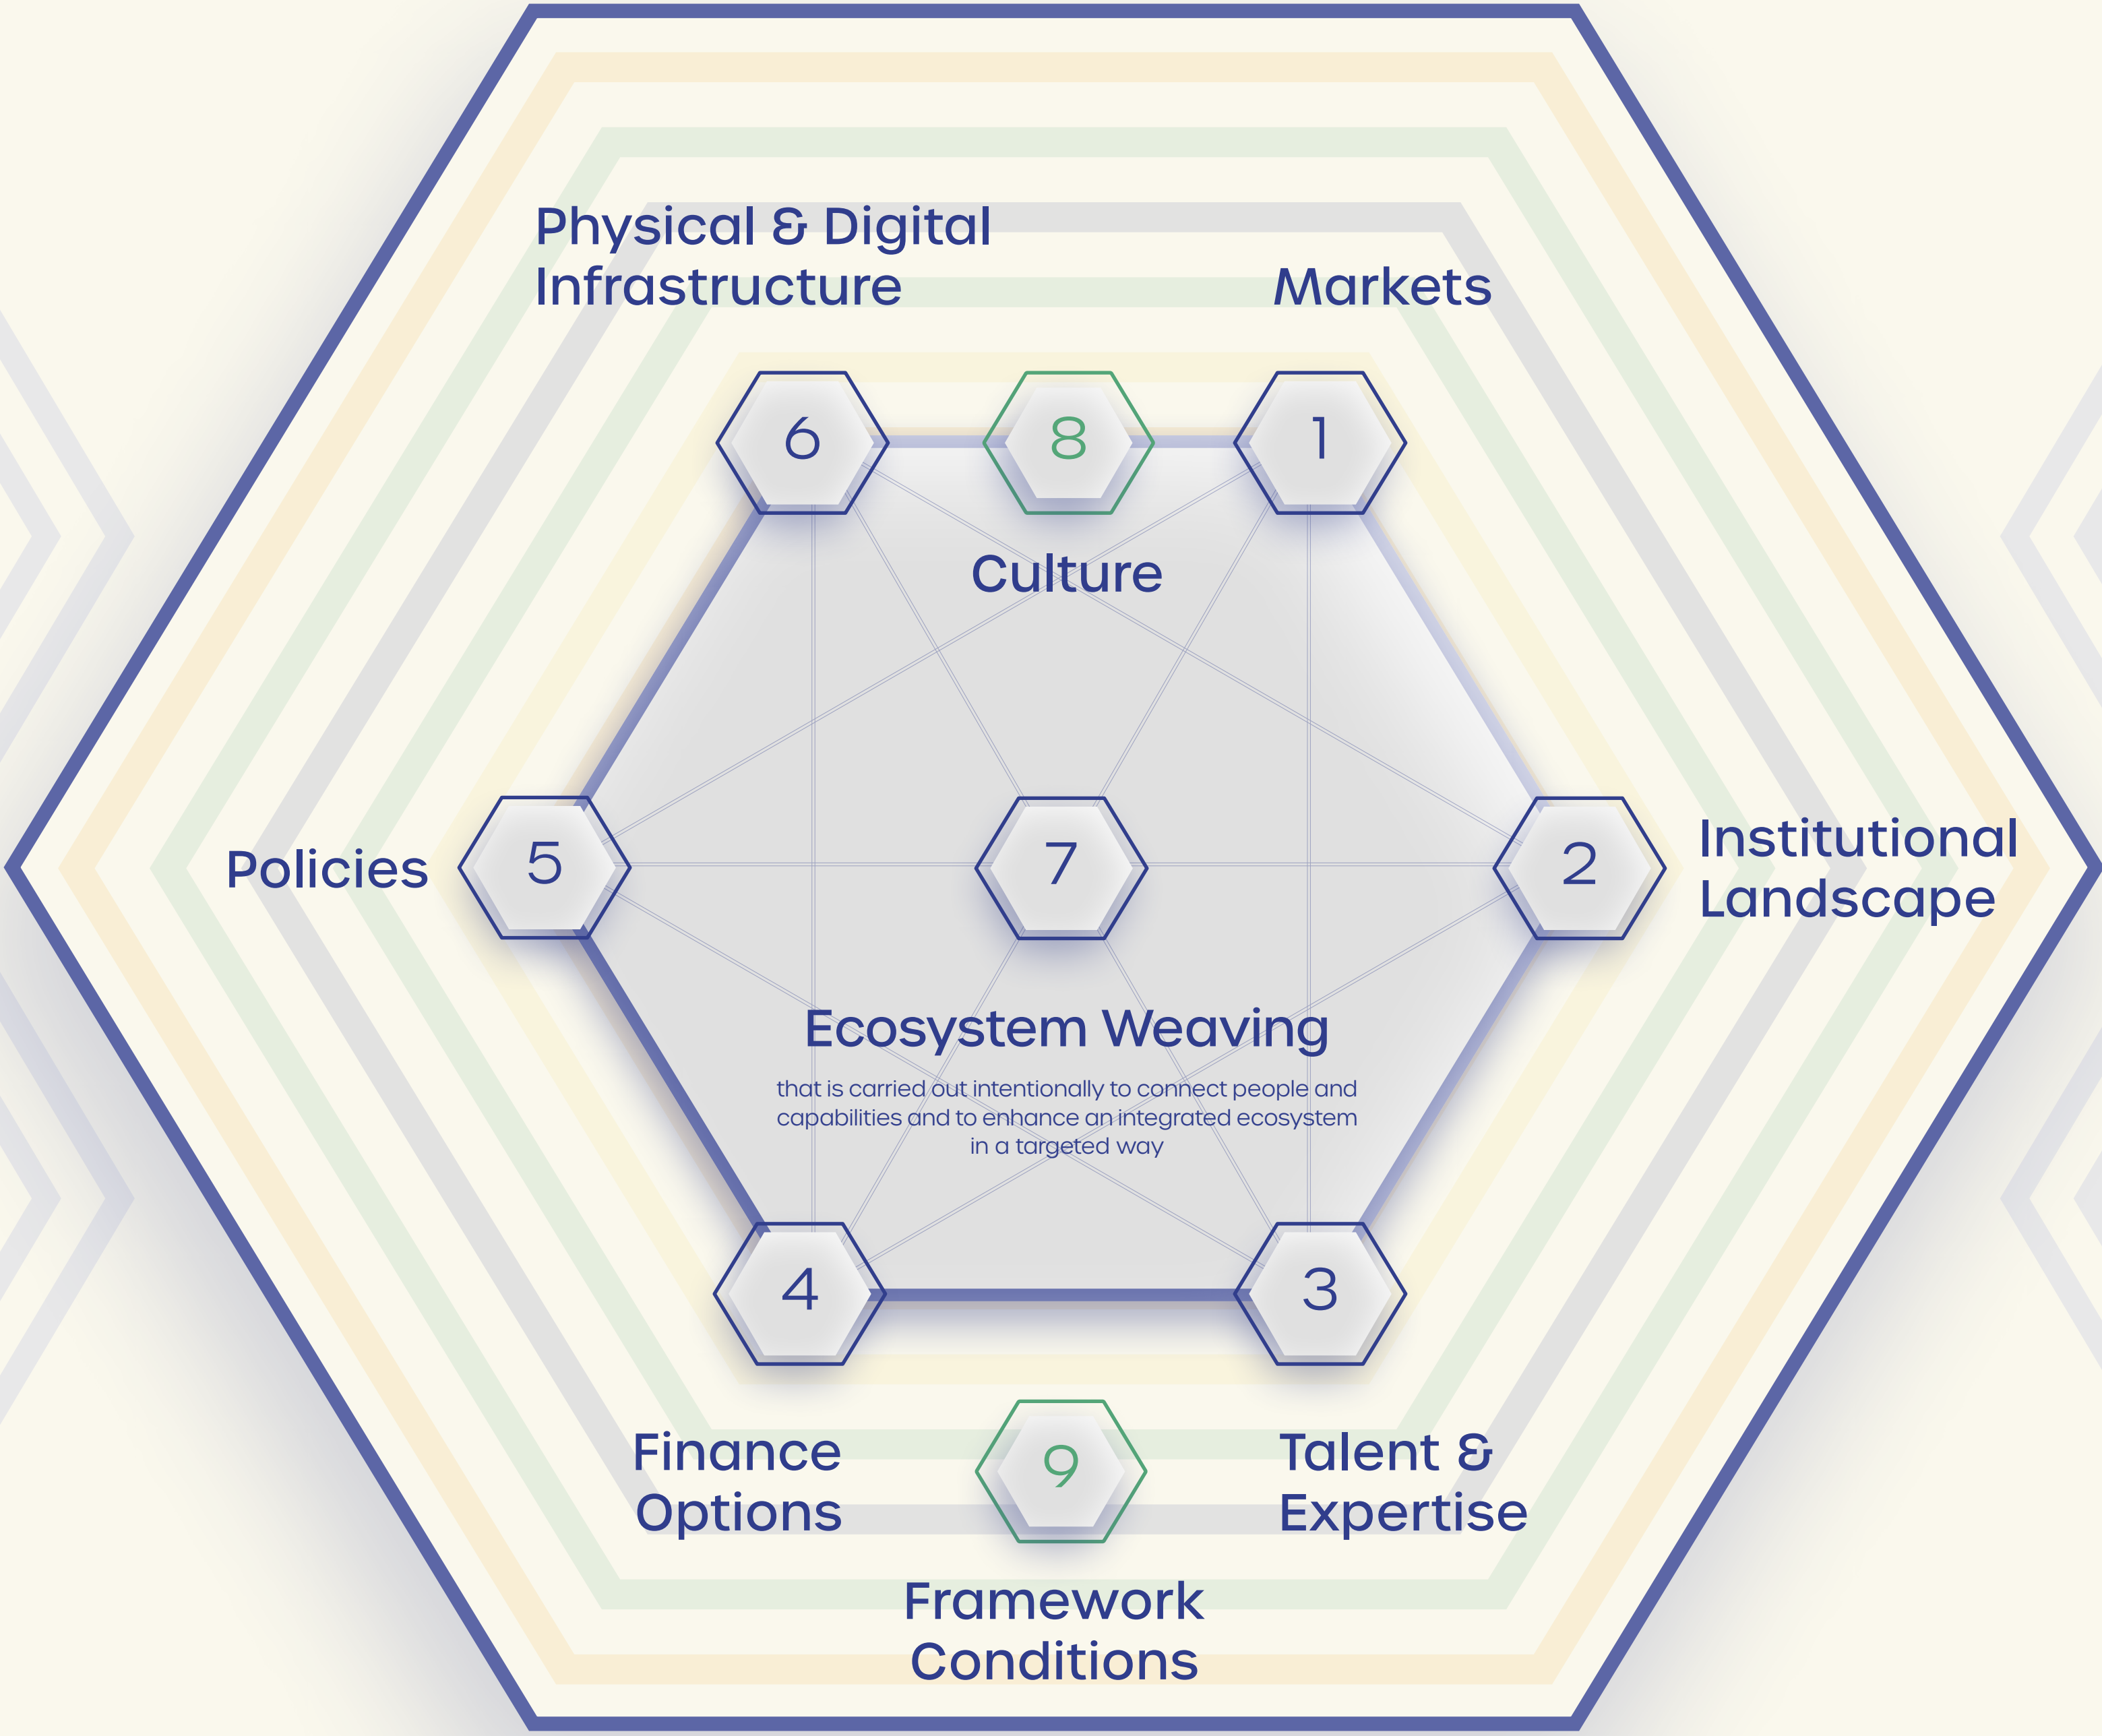 Physical & Digital
Infrastructure
Markets
6
8
1
Culture
Policies
5
7
2
Institutional
Landscape
Ecosystem Weaving
that is carried out intentionally to connect people and
capabilities and to enhance an integrated ecosystem
in a targeted way
4
3
Finance
Options
9
Talent &
Expertise
Framework
Conditions